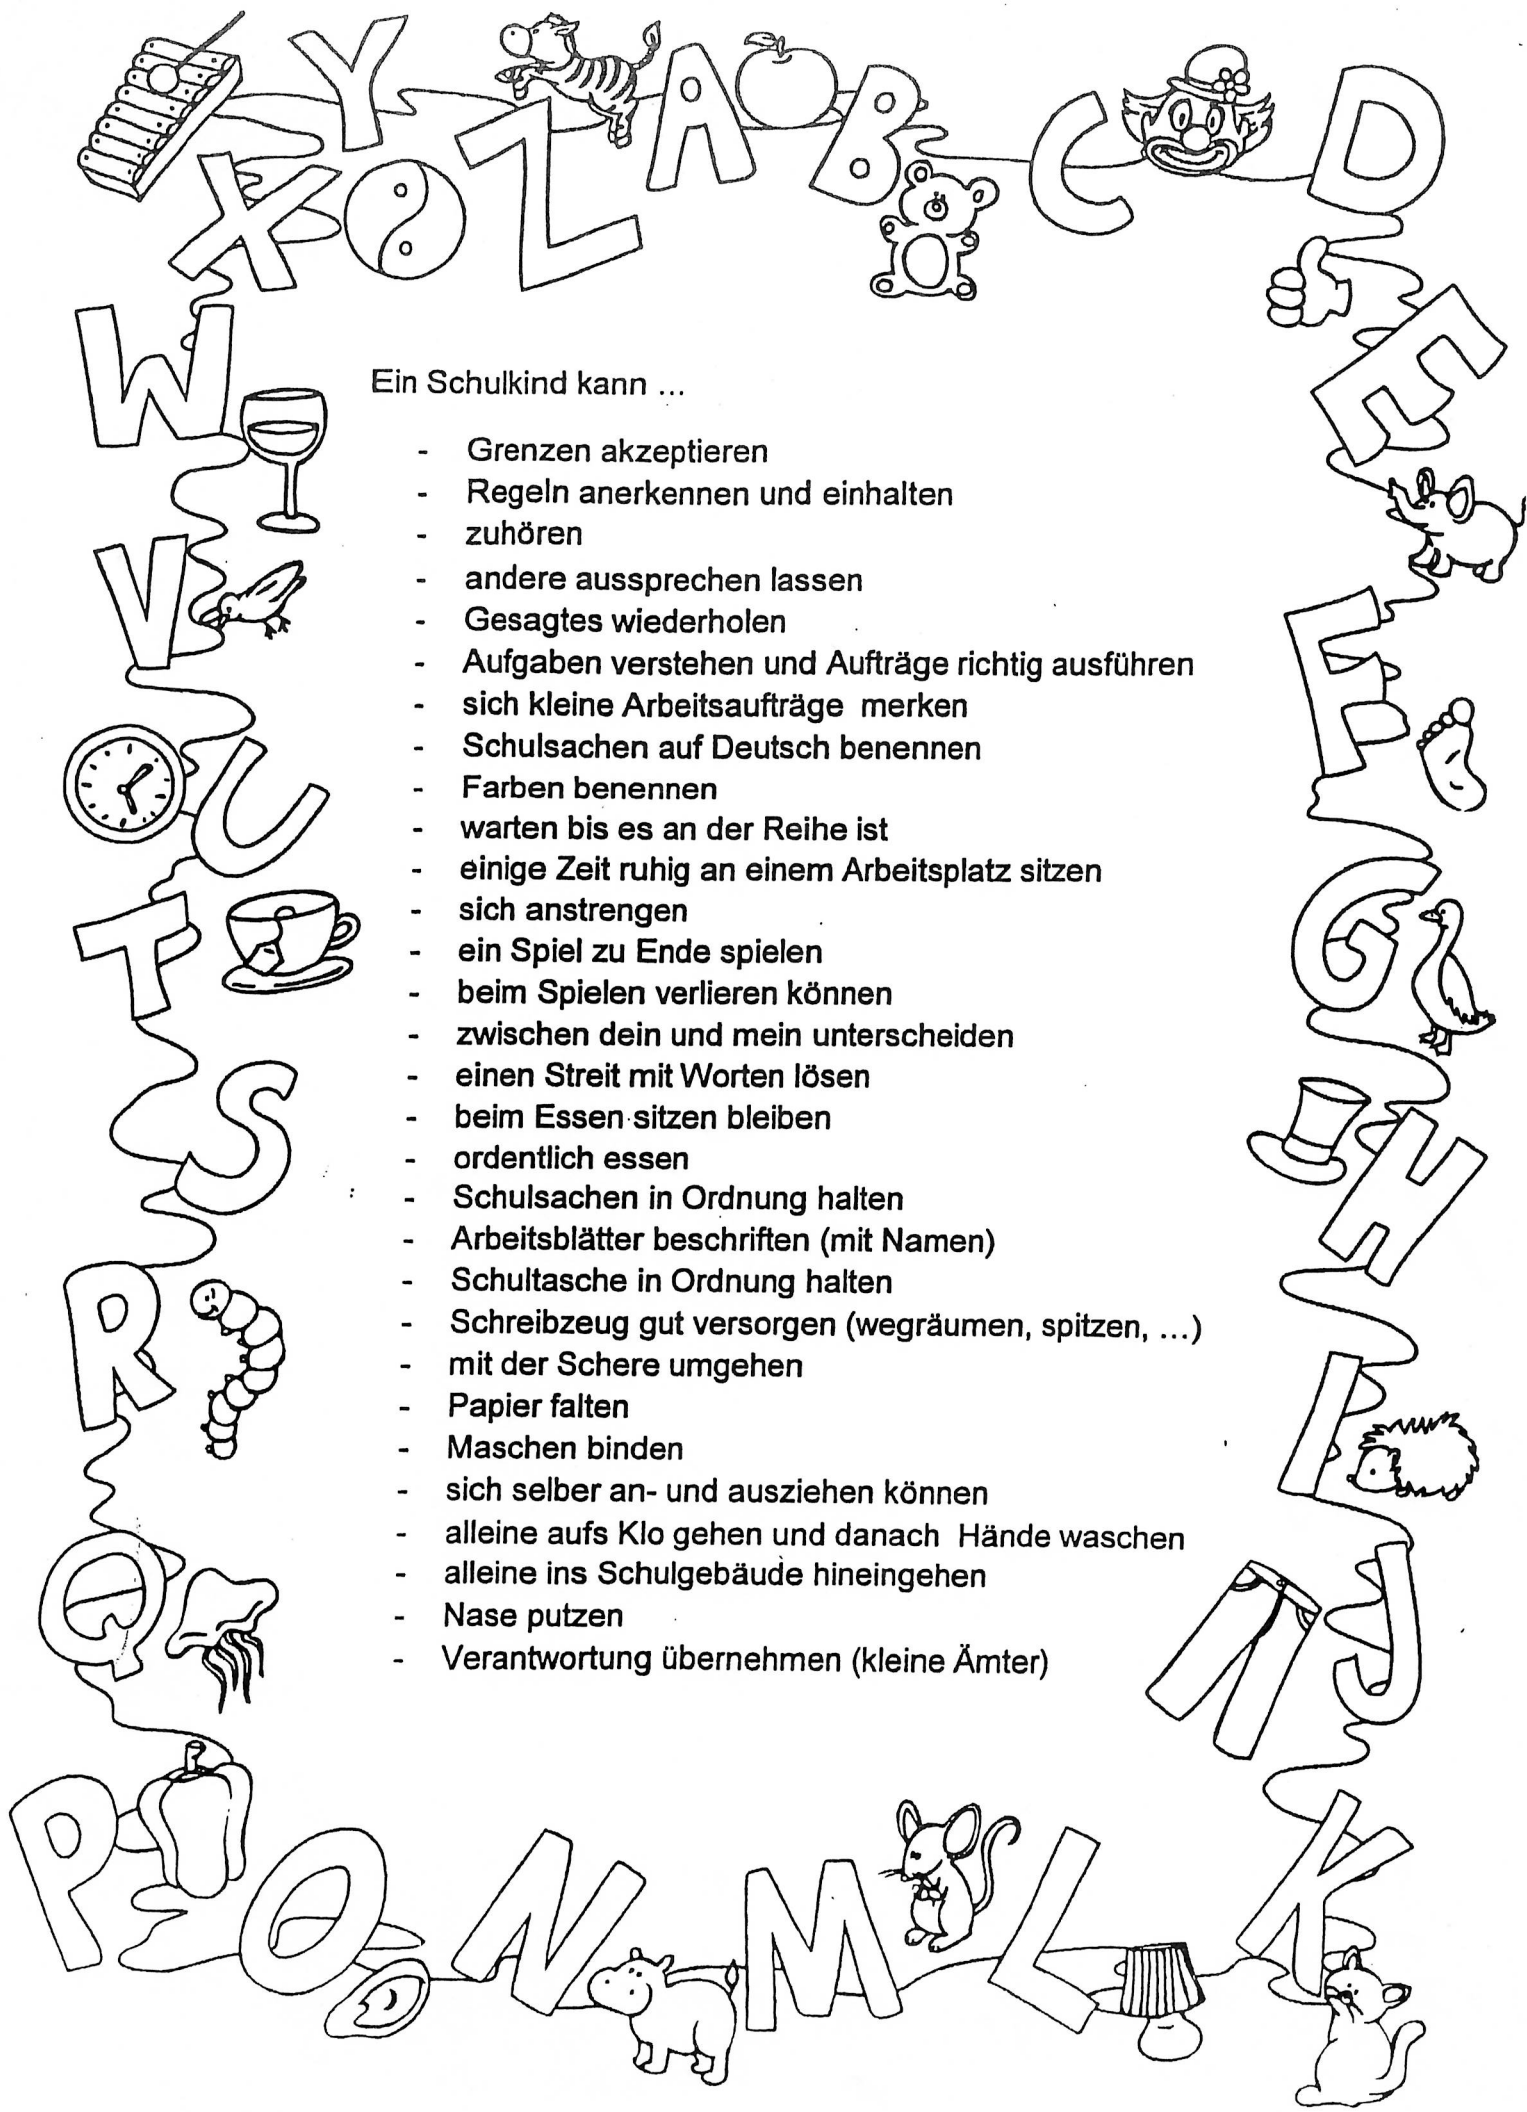 Y
X
Z
A
B
C
D
E
F
G
H
I
J
K
L
M
N
O
P
Q
R
S
T
U
V
W
Ein Schulkind kann ...
- Grenzen akzeptieren
- Regeln anerkennen und einhalten
- zuhören
- andere aussprechen lassen
- Gesagtes wiederholen
- Aufgaben verstehen und Aufträge richtig ausführen
- sich kleine Arbeitsaufträge merken
- Schulsachen auf Deutsch benennen
- Farben benennen
- warten bis es an der Reihe ist
- einige Zeit ruhig an einem Arbeitsplatz sitzen
- sich anstrengen
- ein Spiel zu Ende spielen
- beim Spielen verlieren können
- zwischen dein und mein unterscheiden
- einen Streit mit Worten lösen
- beim Essen sitzen bleiben
- ordentlich essen
- Schulsachen in Ordnung halten
- Arbeitsblätter beschriften (mit Namen)
- Schultasche in Ordnung halten
- Schreibzeug gut versorgen (wegräumen, spitzen, ...)
- mit der Schere umgehen
- Papier falten
- Maschen binden
- sich selber an- und ausziehen können
- alleine aufs Klo gehen und danach Hände waschen
- alleine ins Schulgebäude hineingehen
- Nase putzen
- Verantwortung übernehmen (kleine Ämter)